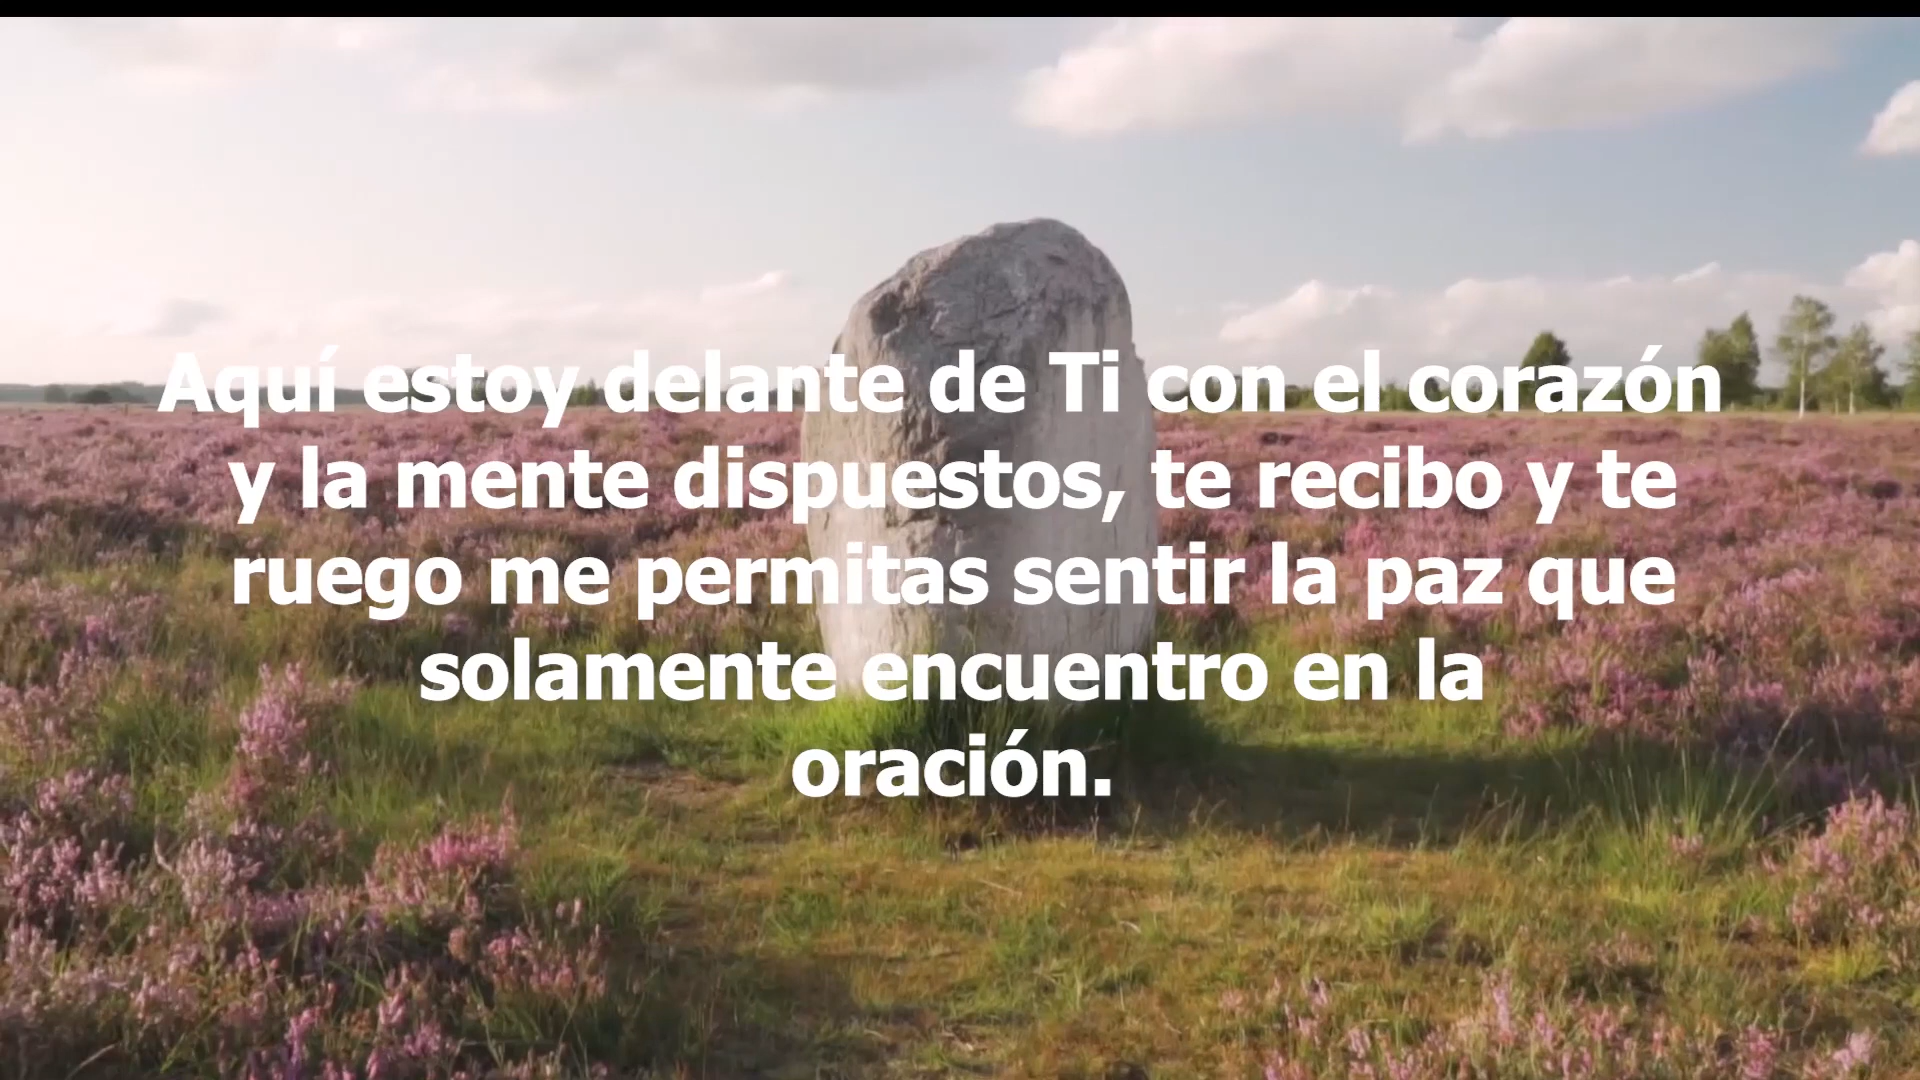 Aquí estoy delante de Ti con el corazón
y la mente dispuestos, te recibo y te
ruego me permitas sentir la paz que
solamente encuentro en la
oración.